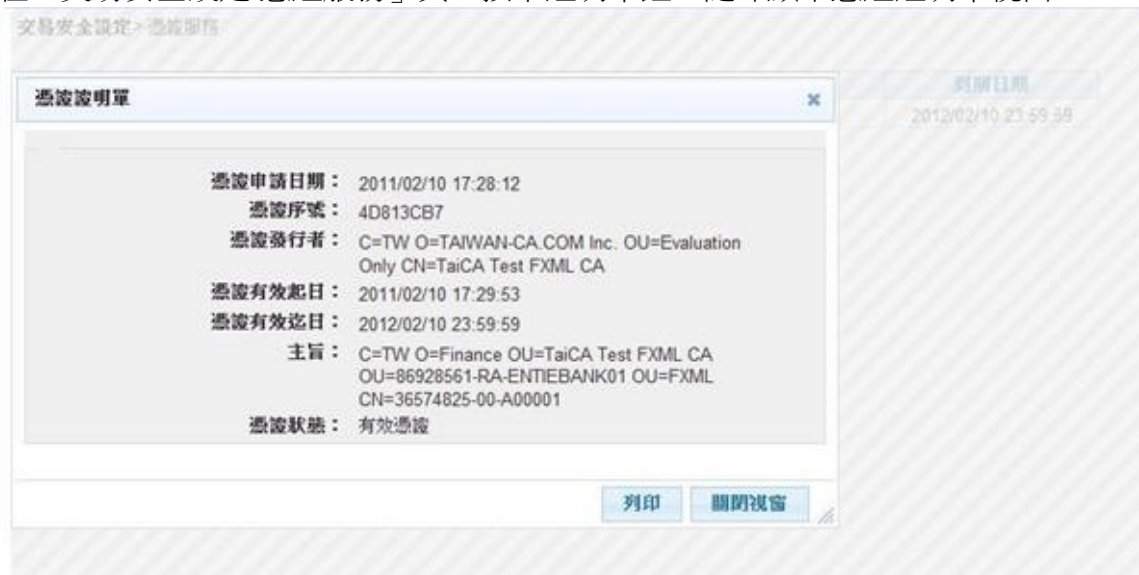 交易安全設定>憑證服務
憑證證明單
到期日期
2012/02/10 23:59:59
憑證申請日期： 2011/02/10 17:28:12
憑證序號： 4D813CB7
憑證發行者： C=TW O=TAIWAN-CA.COM Inc. OU=Evaluation
Only CN=TaiCA Test FXML CA
憑證有效起日： 2011/02/10 17:29:53
憑證有效迄日： 2012/02/10 23:59:59
主旨： C=TW O=Finance OU=TaiCA Test FXML CA
OU=86928561-RA-ENTIEBANK01 OU=FXML
CN=36574825-00-A00001
憑證狀態： 有效憑證
列印 關閉視窗